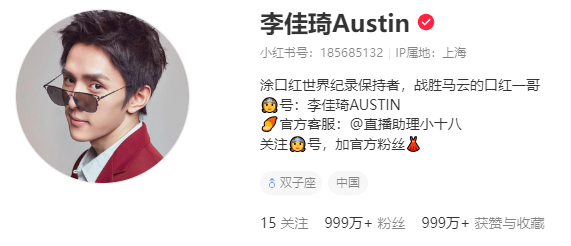 李佳琦Austin
小红书号：185685132 IP属地：上海
涂口红世界纪录保持者，战胜马云的口红一哥
👰号：李佳琦AUSTIN
🍠官方客服：@直播助理小十八
关注👰号，加官方粉丝👗
♂ 双子座 中国
15 关注 999万+ 粉丝 999万+ 获赞与收藏